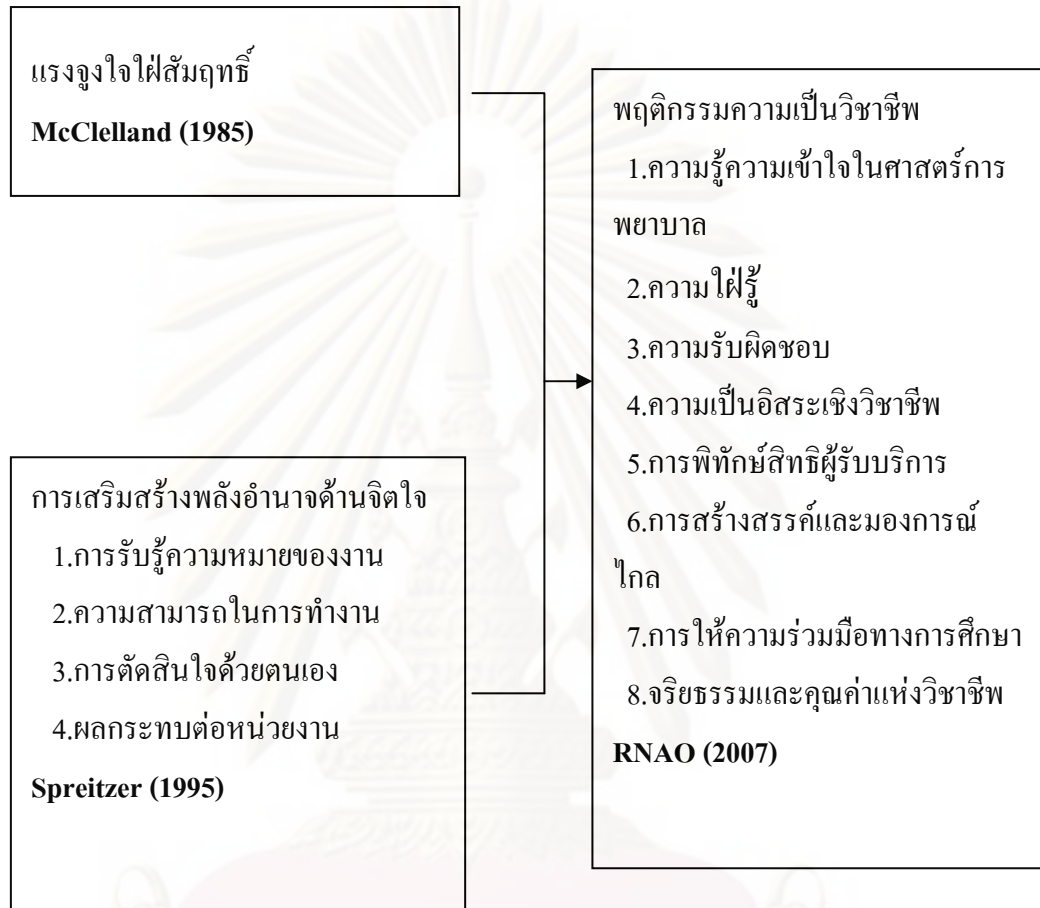 แรงจูงใจใฝ่สัมฤทธิ์
McClelland (1985)
การเสริมสร้างพลังอำนาจด้านจิตใจ
1.การรับรู้ความหมายของงาน
2.ความสามารถในการทำงาน
3.การตัดสินใจด้วยตนเอง
4.ผลกระทบต่อหน่วยงาน
Spreitzer (1995)
พฤติกรรมความเป็นวิชาชีพ
1.ความรู้ความเข้าใจในศาสตร์การ
พยาบาล
2.ความใฝ่รู้
3.ความรับผิดชอบ
4.ความเป็นอิสระเชิงวิชาชีพ
5.การพิทักษ์สิทธิผู้รับบริการ
6.การสร้างสรรค์และมองการณ์
ไกล
7.การให้ความร่วมมือทางการศึกษา
8.จริยธรรมและคุณค่าแห่งวิชาชีพ
RNAO (2007)